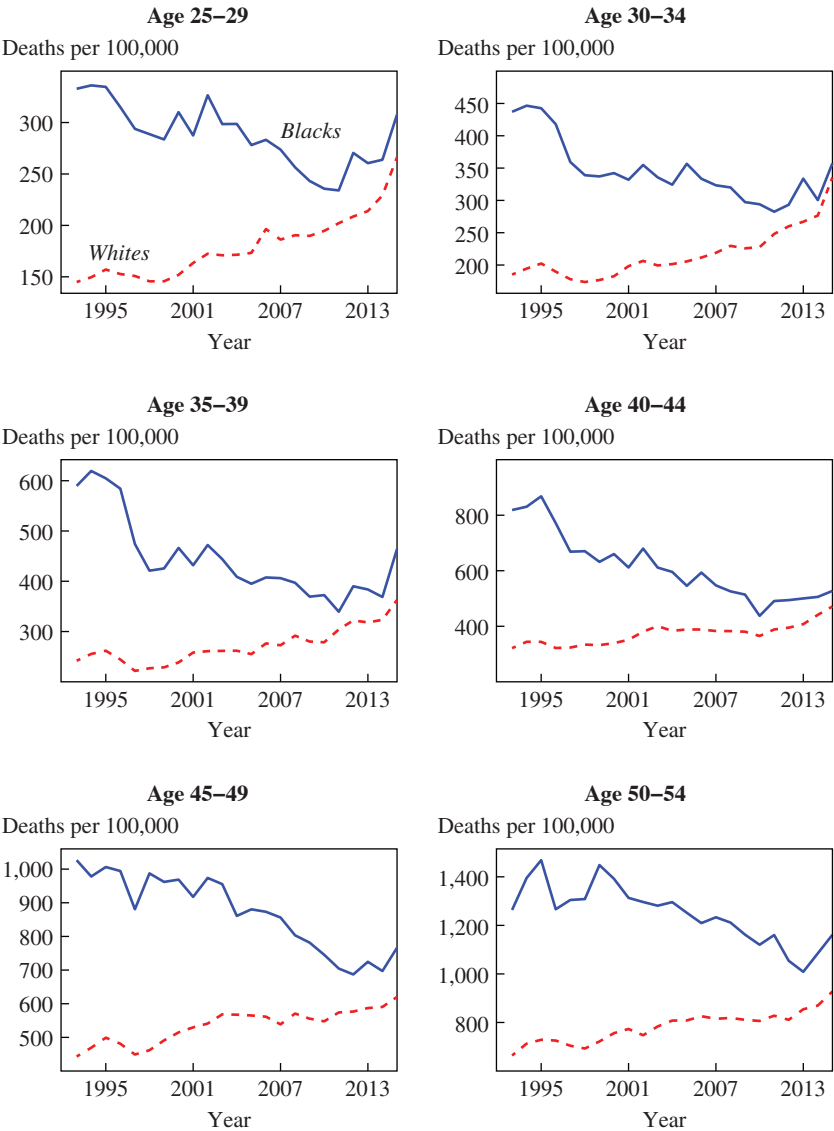 Age 25–29
Deaths per 100,000
300
250
200
150
Blacks
Whites
1995 2001 2007 2013
Year
Age 30–34
Deaths per 100,000
450
400
350
300
250
200
1995 2001 2007 2013
Year
Age 35–39
Deaths per 100,000
600
500
400
300
1995 2001 2007 2013
Year
Age 40–44
Deaths per 100,000
800
600
400
1995 2001 2007 2013
Year
Age 45–49
Deaths per 100,000
1,000
900
800
700
600
500
1995 2001 2007 2013
Year
Age 50–54
Deaths per 100,000
1,400
1,200
1,000
800
1995 2001 2007 2013
Year